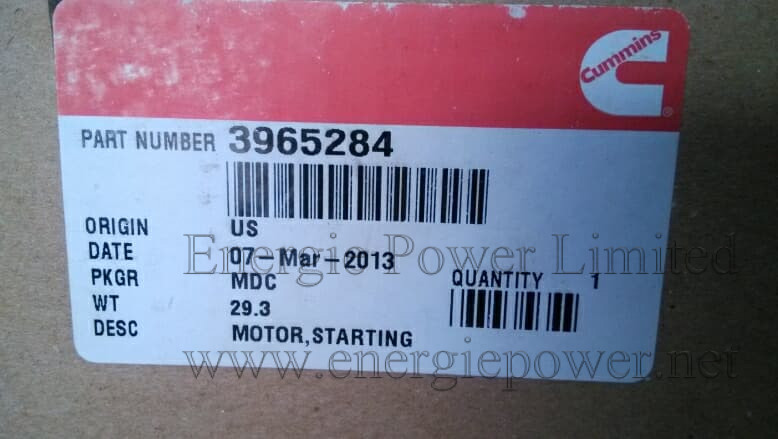 Cummins
PART NUMBER 3965284
ORIGIN US
DATE 07-Mar-2013
PKGR MDC
QUANTITY 1
WT 29.3
DESC MOTOR,STARTING
Energie Power Limited
www.energiepower.net